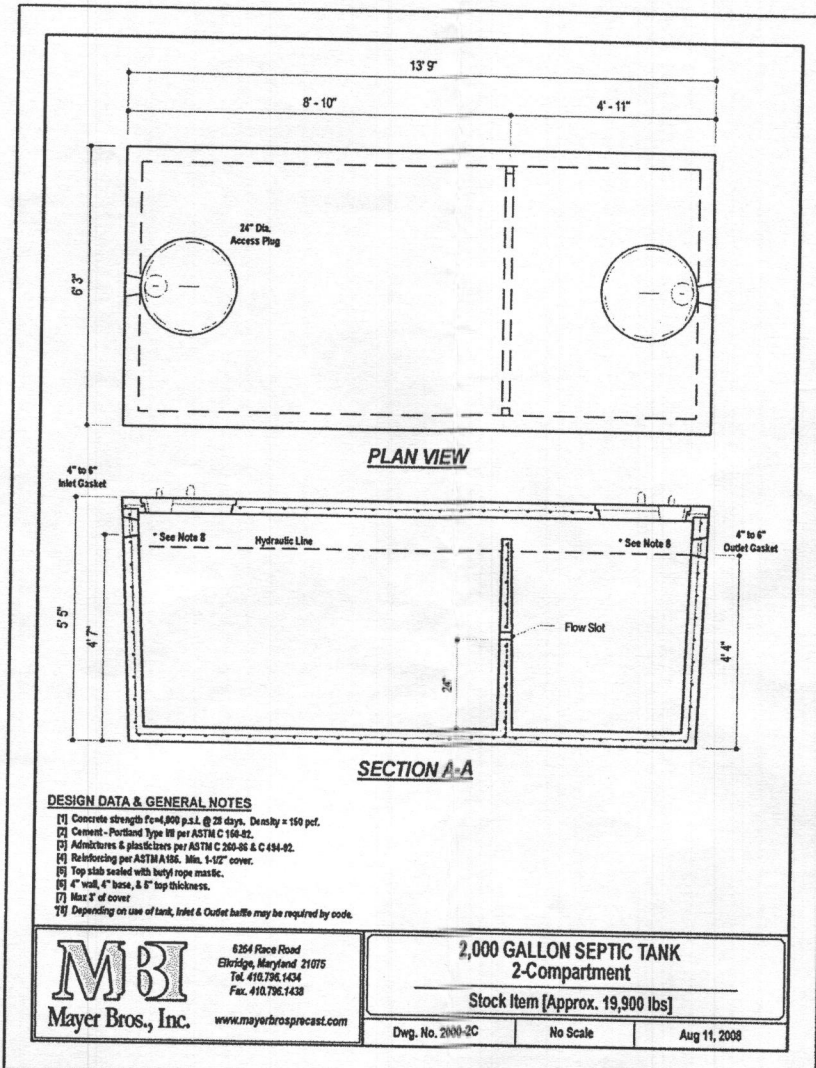 13' 9"
8' - 10"
4' - 11"
24" Dia.
Access Plug
6' 3"
PLAN VIEW
4" to 6"
Inlet Gasket
* See Note 8
Hydraulic Line
* See Note 8
4" to 6"
Outlet Gasket
5' 5"
4' 7"
Flow Slot
24"
4' 4"
SECTION A-A
DESIGN DATA & GENERAL NOTES
[1] Concrete strength f'c=4,000 p.s.i. @ 28 days. Density = 150 pcf.
[2] Cement - Portland Type I/II per ASTM C 150-92.
[3] Admixtures & plasticizers per ASTM C 260-86 & C 494-92.
[4] Reinforcing per ASTM A185. Min. 1-1/2" cover.
[5] Top slab sealed with butyl rope mastic.
[6] 4" wall, 4" base, & 5" top thickness.
[7] Max 3' of cover
*[8] Depending on use of tank, Inlet & Outlet baffle may be required by code.
MBI
Mayer Bros., Inc.
6264 Race Road
Elkridge, Maryland 21075
Tel. 410.796.1434
Fax. 410.796.1438
www.mayerbrosprecast.com
2,000 GALLON SEPTIC TANK
2-Compartment
Stock Item [Approx. 19,900 lbs]
Dwg. No. 2000-2C
No Scale
Aug 11, 2008